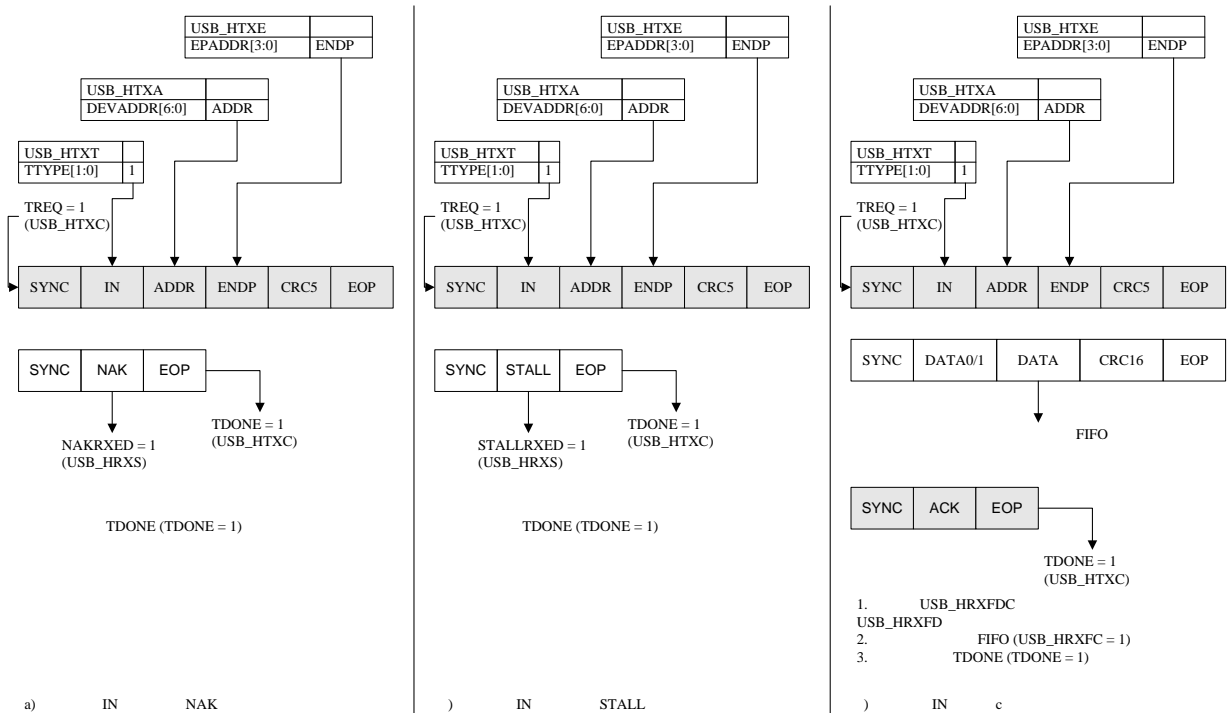 USB_HTXE
EPADDR[3:0] ENDP
USB_HTXA
DEVADDR[6:0] ADDR
USB_HTXT
TTYPE[1:0] 1
TREQ = 1
(USB_HTXC)
SYNC IN ADDR ENDP CRC5 EOP
SYNC NAK EOP
NAKRXED = 1
(USB_HRXS)
TDONE = 1
(USB_HTXC)
TDONE (TDONE = 1)
a) IN NAK
USB_HTXE
EPADDR[3:0] ENDP
USB_HTXA
DEVADDR[6:0] ADDR
USB_HTXT
TTYPE[1:0] 1
TREQ = 1
(USB_HTXC)
SYNC IN ADDR ENDP CRC5 EOP
SYNC STALL EOP
STALLRXED = 1
(USB_HRXS)
TDONE = 1
(USB_HTXC)
TDONE (TDONE = 1)
) IN STALL
USB_HTXE
EPADDR[3:0] ENDP
USB_HTXA
DEVADDR[6:0] ADDR
USB_HTXT
TTYPE[1:0] 1
TREQ = 1
(USB_HTXC)
SYNC IN ADDR ENDP CRC5 EOP
SYNC DATA0/1 DATA CRC16 EOP
FIFO
SYNC ACK EOP
TDONE = 1
(USB_HTXC)
1. USB_HRXFDC
USB_HRXFD
2. FIFO (USB_HRXFC = 1)
3. TDONE (TDONE = 1)
) IN c